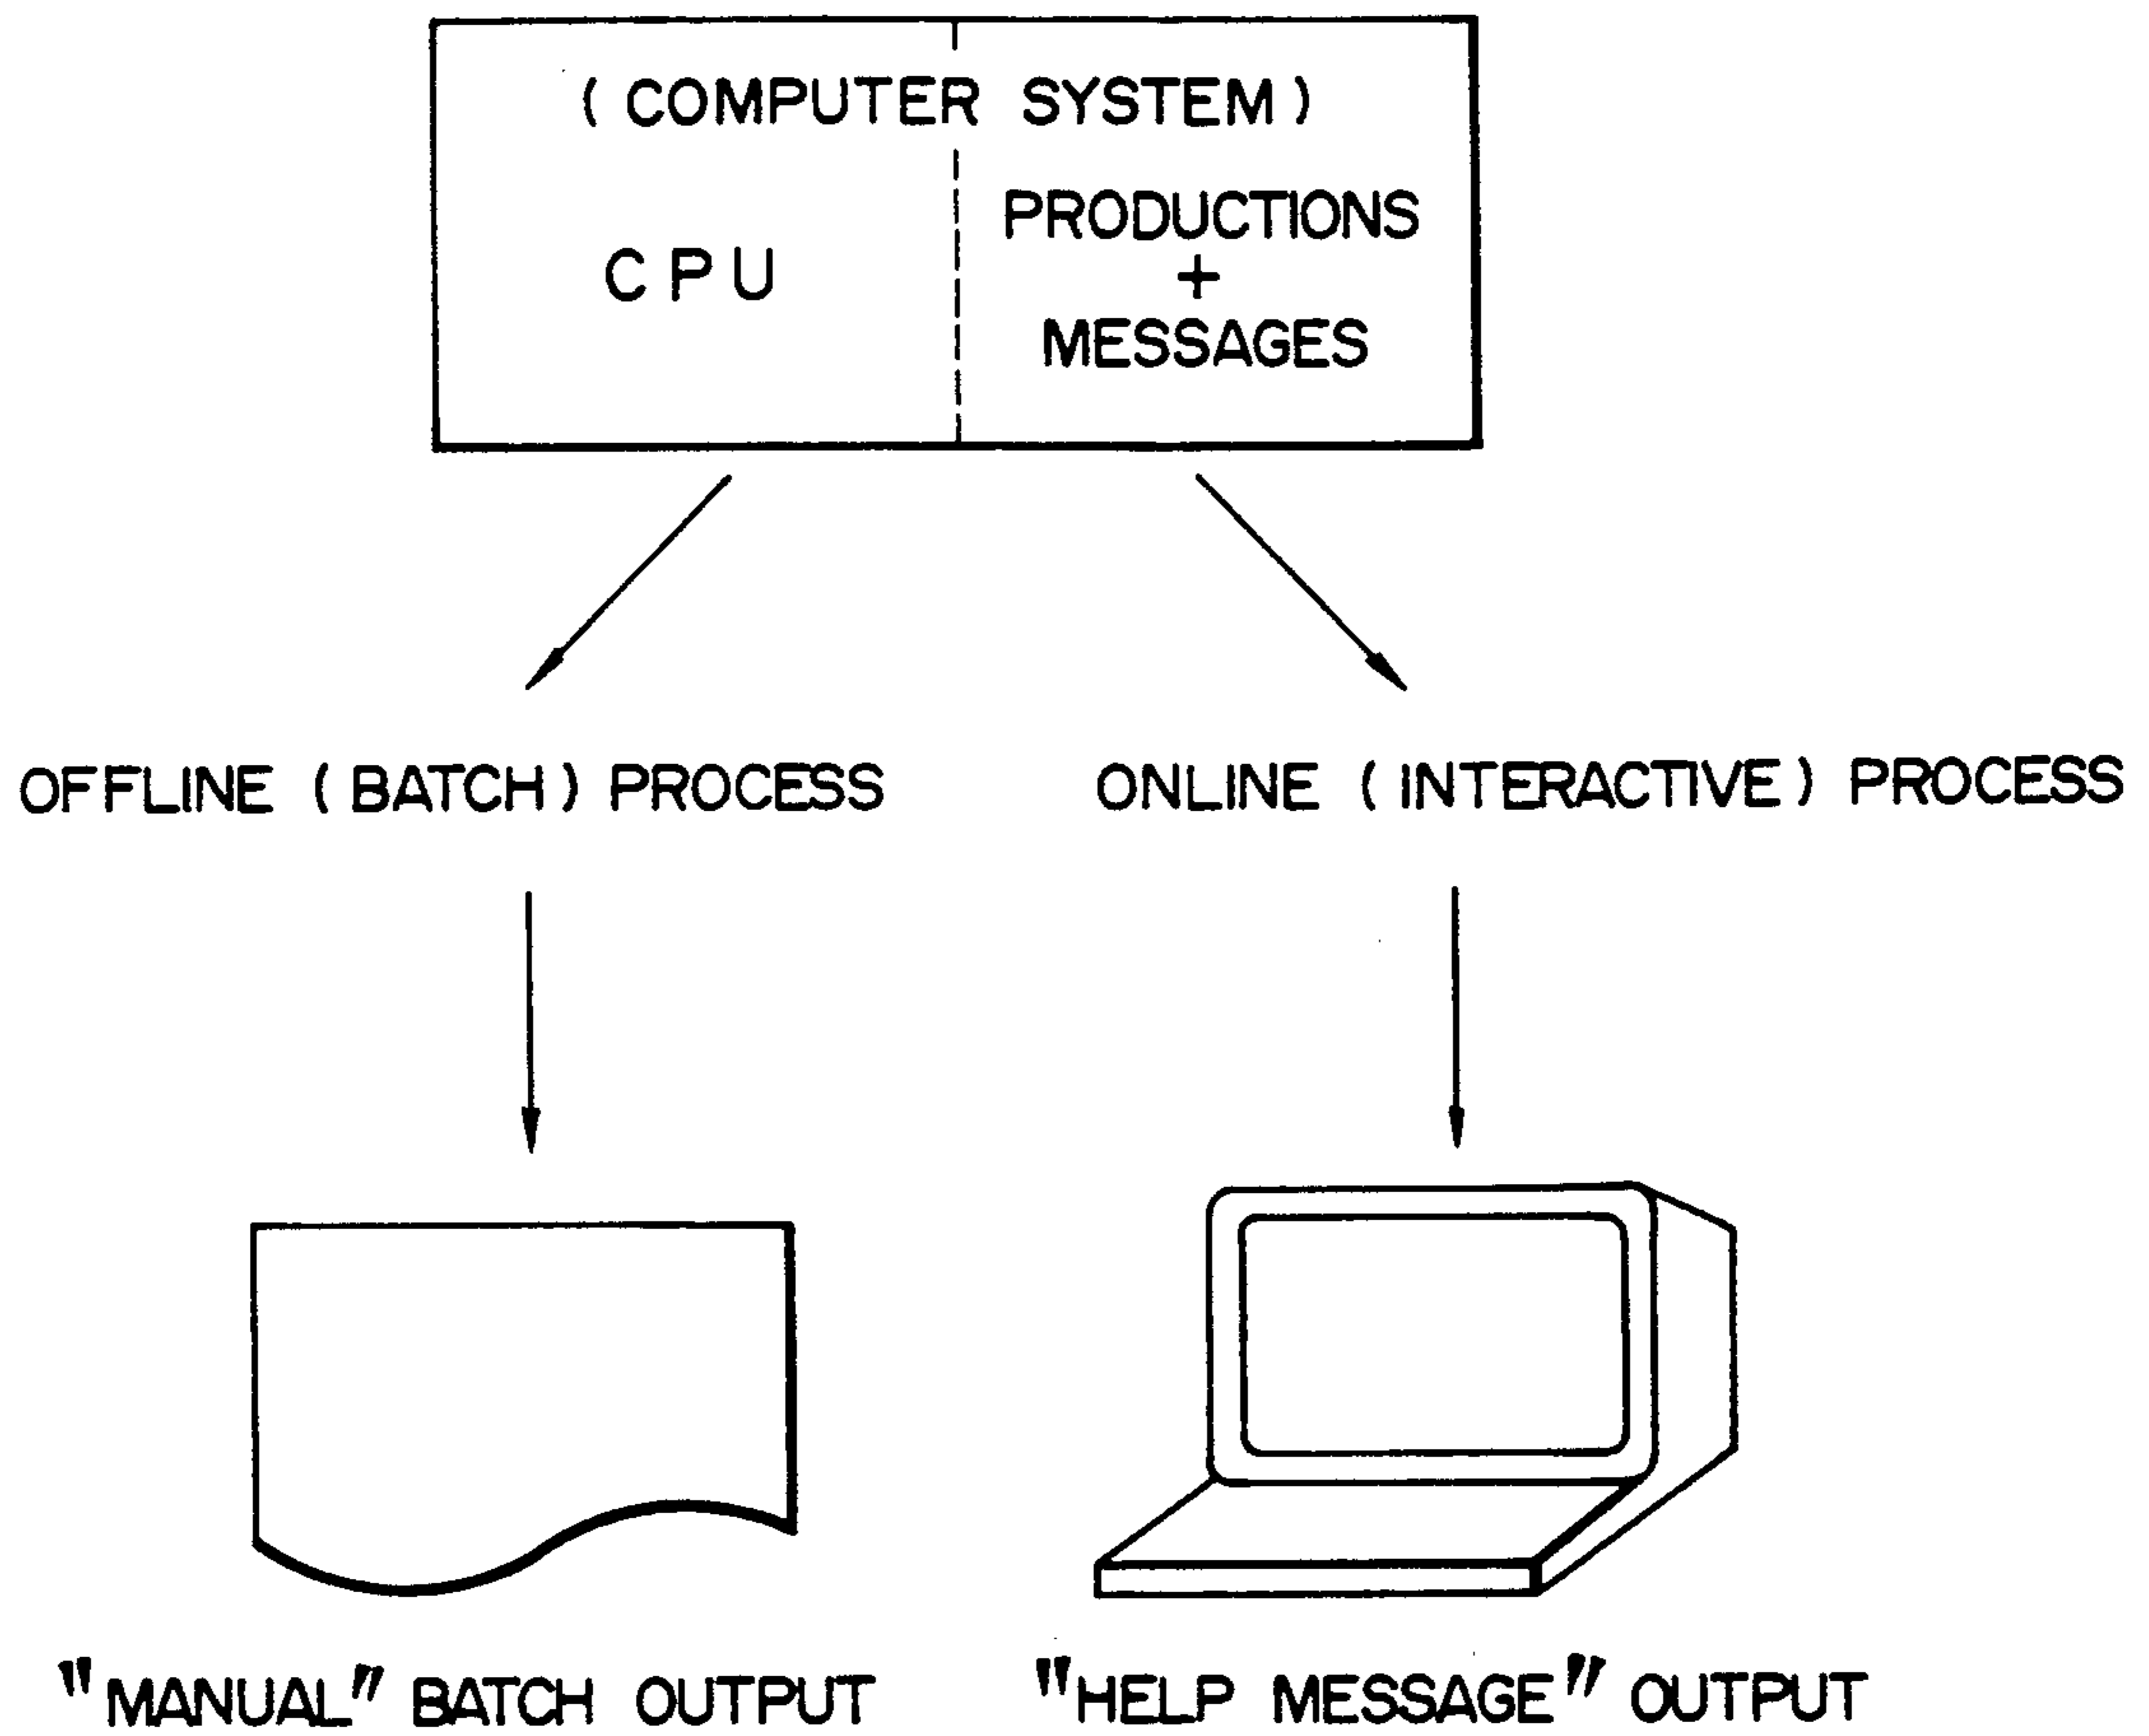 ( COMPUTER SYSTEM )
CPU
PRODUCTIONS
+
MESSAGES
OFFLINE ( BATCH ) PROCESS
ONLINE ( INTERACTIVE ) PROCESS
"MANUAL" BATCH OUTPUT
"HELP MESSAGE" OUTPUT